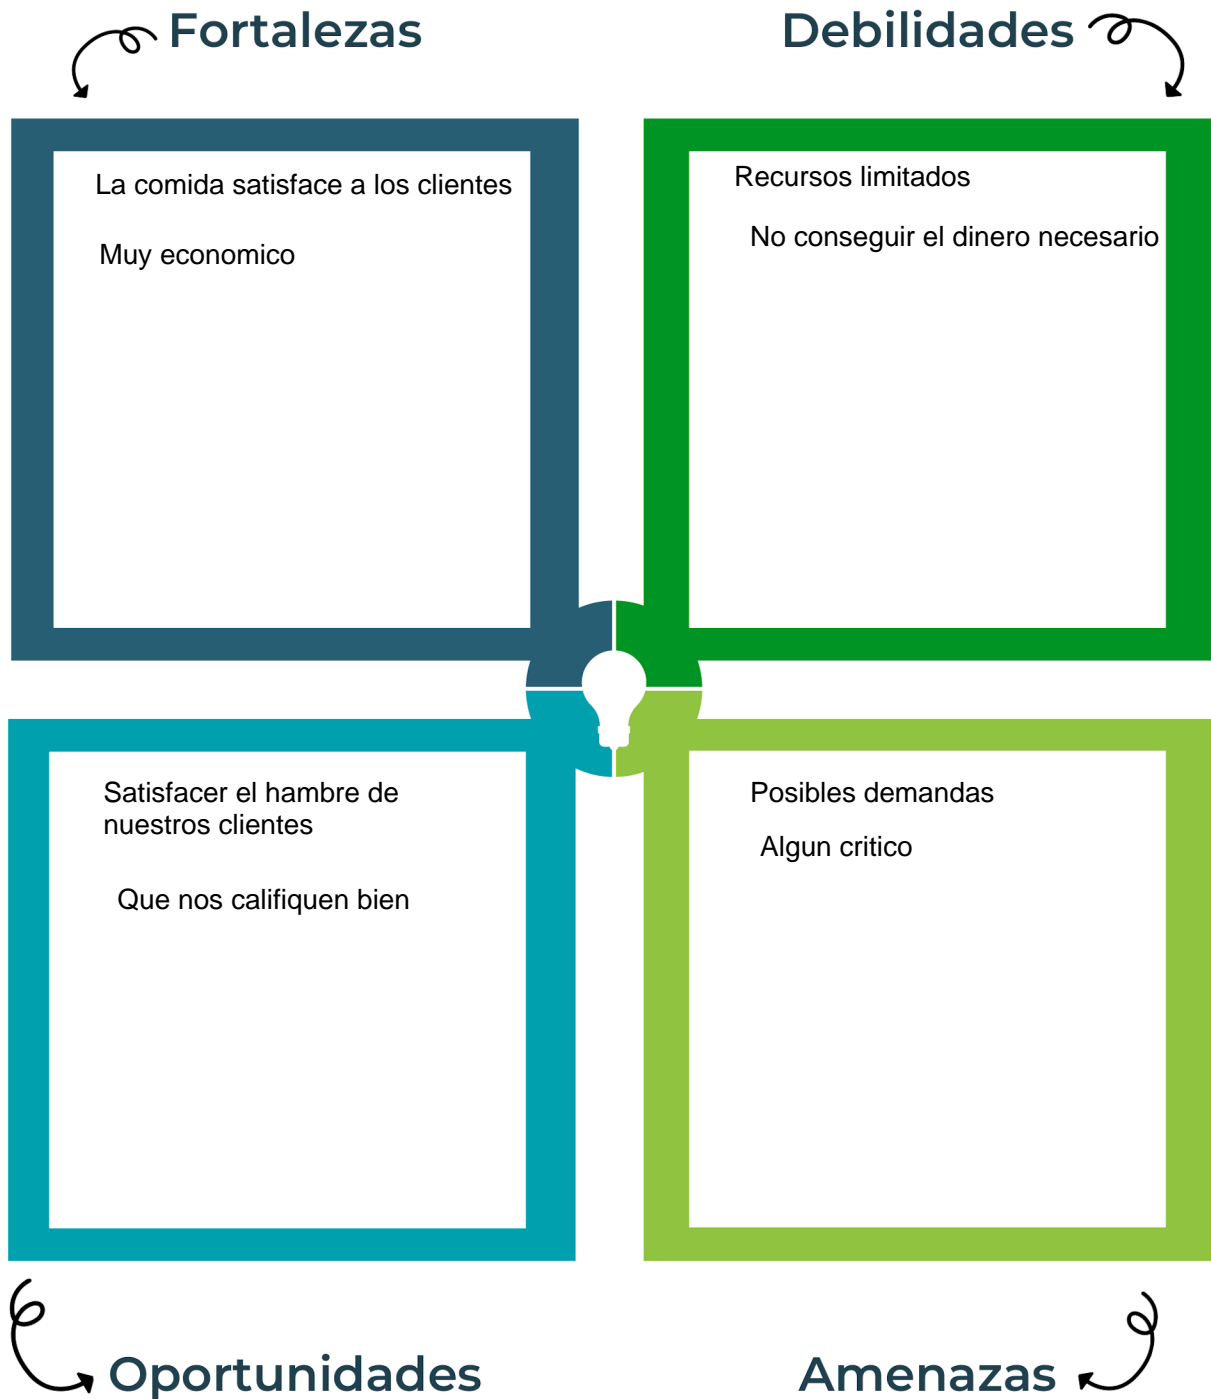 Fortalezas
La comida satisface a los clientes
Muy economico
Debilidades
Recursos limitados
No conseguir el dinero necesario
Satisfacer el hambre de
nuestros clientes
Que nos califiquen bien
Oportunidades
Posibles demandas
Algun critico
Amenazas